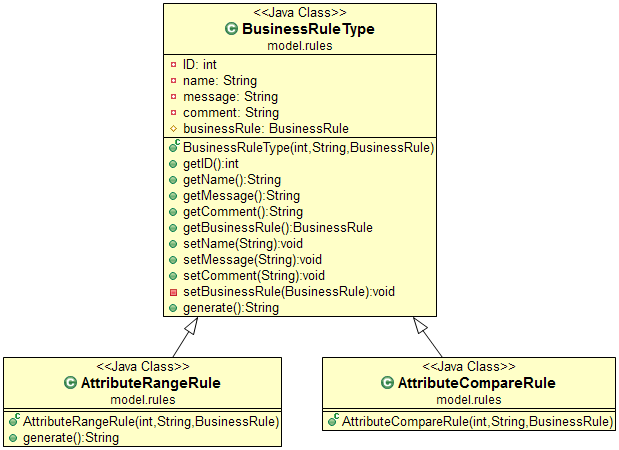 <<Java Class>>
BusinessRuleType
model.rules
ID: int
name: String
message: String
comment: String
businessRule: BusinessRule
BusinessRuleType(int,String,BusinessRule)
getID():int
getName():String
getMessage():String
getComment():String
getBusinessRule():BusinessRule
setName(String):void
setMessage(String):void
setComment(String):void
setBusinessRule(BusinessRule):void
generate():String
<<Java Class>>
AttributeRangeRule
model.rules
AttributeRangeRule(int,String,BusinessRule)
generate():String
<<Java Class>>
AttributeCompareRule
model.rules
AttributeCompareRule(int,String,BusinessRule)